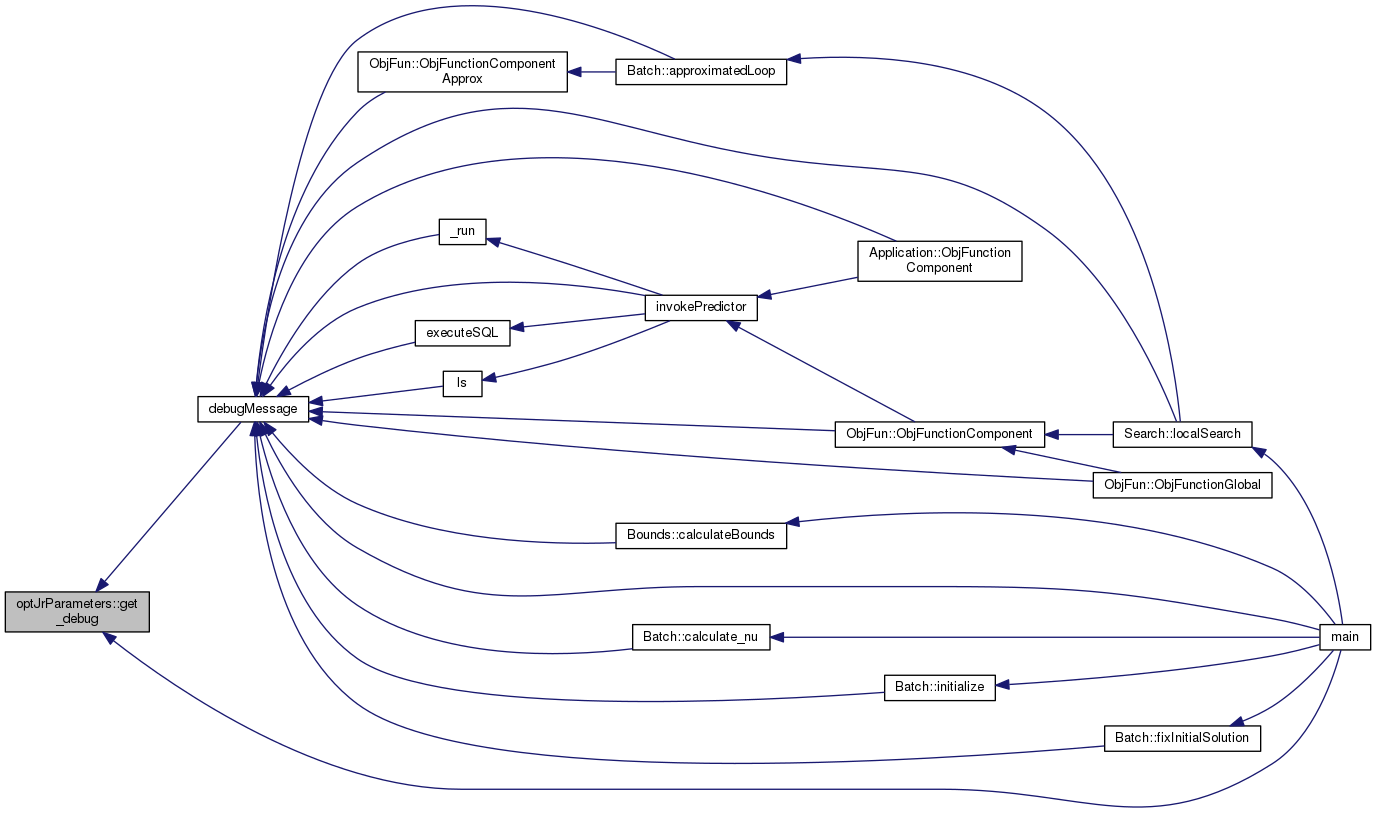 ObjFun::ObjFunctionComponent
Approx
Batch::approximatedLoop
_run
Application::ObjFunction
Component
invokePredictor
executeSQL
ls
debugMessage
ObjFun::ObjFunctionComponent
Search::localSearch
ObjFun::ObjFunctionGlobal
Bounds::calculateBounds
optJrParameters::get
_debug
Batch::calculate_nu
main
Batch::initialize
Batch::fixInitialSolution